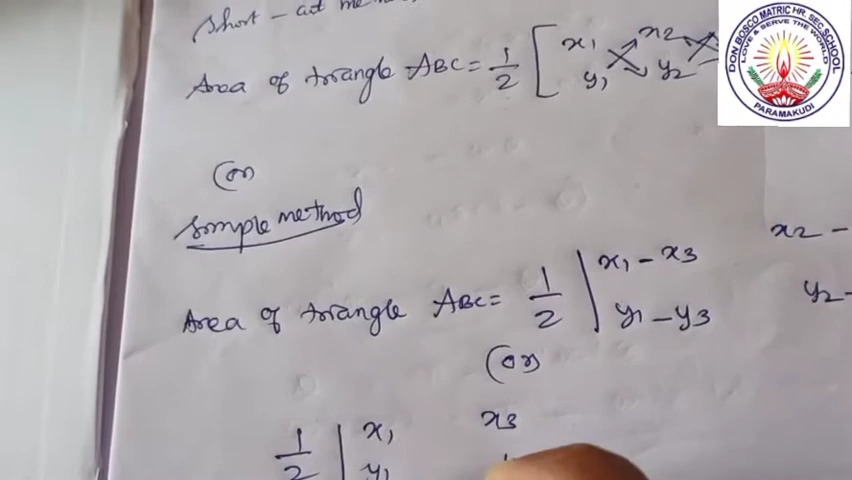 Short - cut
Area of triangle ABC = 1/2 [ x1 x2
y1 y2
(or)
Simple method
Area of triangle ABC = 1/2 | x1 - x3 x2 -
y1 - y3 y2 -
(or)
1/2 | x1 x3
y1
DON BOSCO MATRIC HR. SEC. SCHOOL
LOVE & SERVE THE WORLD
PARAMAKUDI